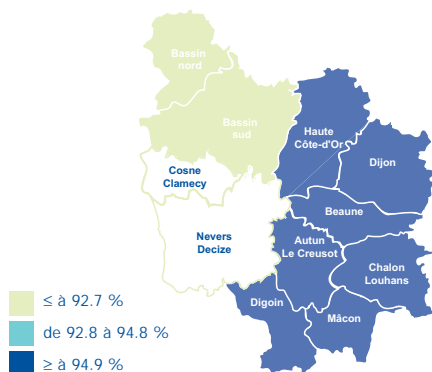 Bassin
nord
Bassin
sud
Haute
Côte-d'Or
Dijon
Cosne
Clamecy
Beaune
Nevers
Decize
Autun
Le Creusot
Chalon
Louhans
Digoin
Mâcon
≤ à 92.7 %
de 92.8 à 94.8 %
≥ à 94.9 %